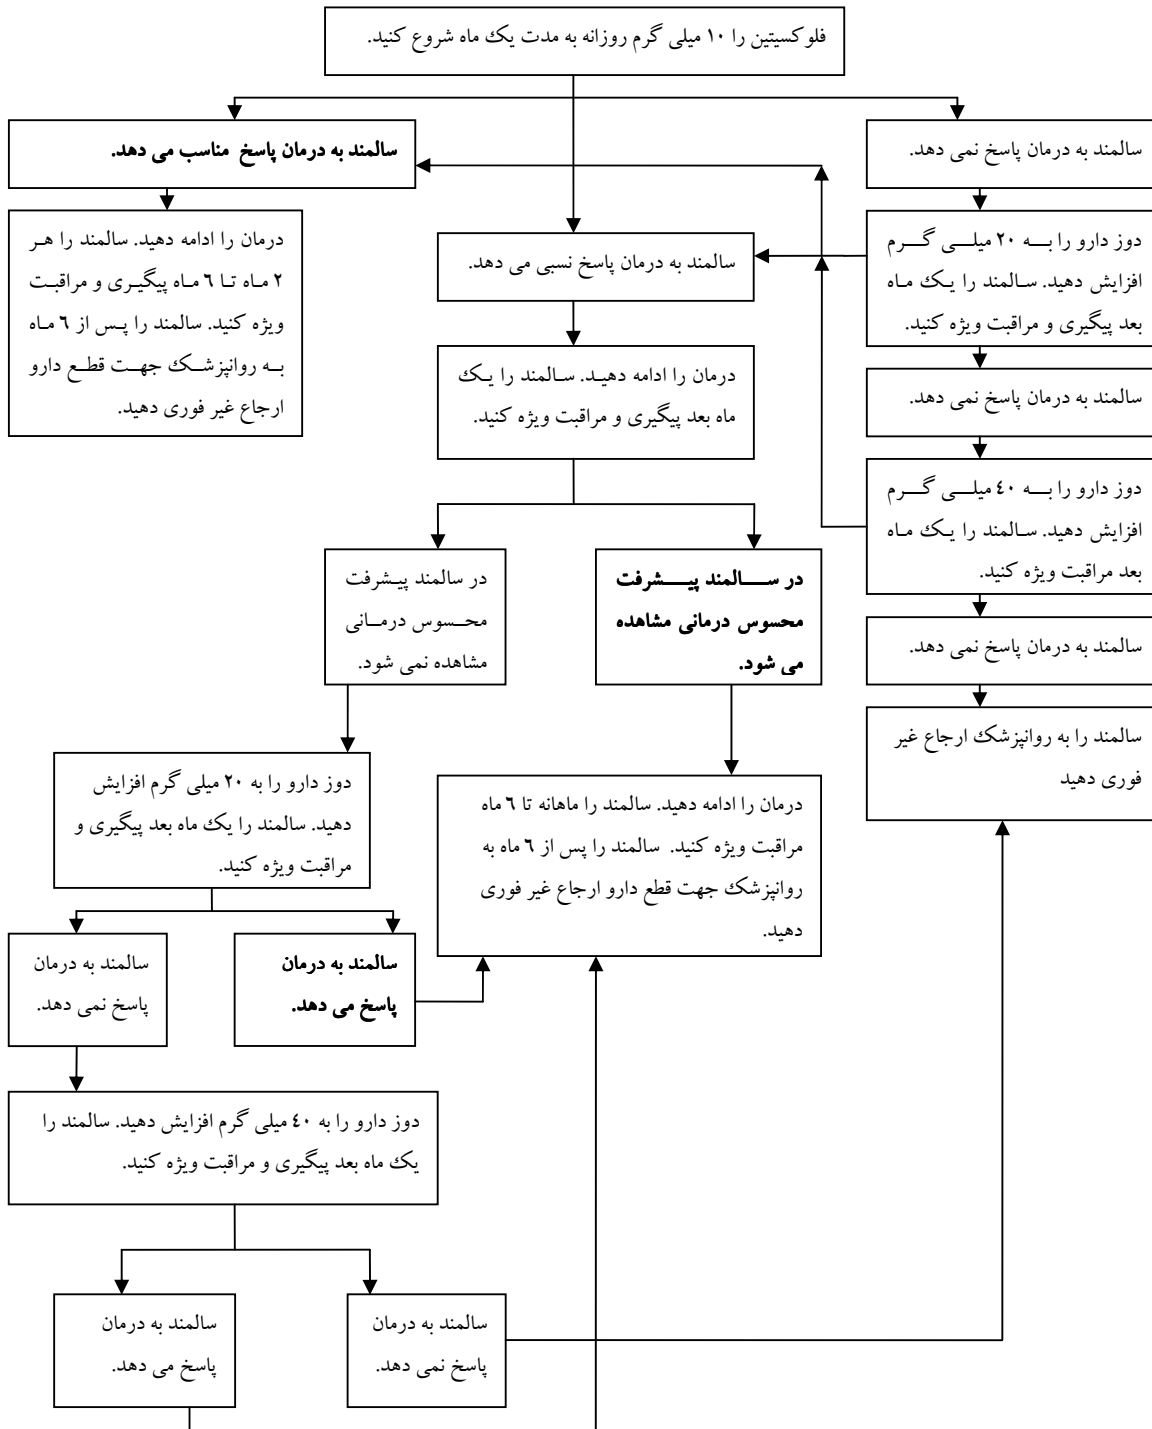 فلوکسیتین را ۱۰ میلی گرم روزانه به مدت یک ماه شروع کنید.
سالمند به درمان پاسخ نمی دهد.
سالمند به درمان پاسخ مناسب می دهد.
دوز دارو را به ۲۰ میلی گرم
افزایش دهید. سالمند را یک ماه
بعد پیگیری و مراقبت ویژه کنید.
سالمند به درمان پاسخ نسبی می دهد.
درمان را ادامه دهید. سالمند را هر
۲ ماه تا ٦ ماه پیگیری و مراقبت
ویژه کنید. سالمند را پس از ٦ ماه
به روانپزشک جهت قطع دارو
ارجاع غیر فوری دهید.
سالمند به درمان پاسخ نمی دهد.
درمان را ادامه دهید. سالمند را یک
ماه بعد پیگیری و مراقبت ویژه کنید.
دوز دارو را به ٤۰ میلی گرم
افزایش دهید. سالمند را یک ماه
بعد مراقبت ویژه کنید.
در سالمند پیشرفت
محسوس درمانی مشاهده
می شود.
در سالمند پیشرفت
محسوس درمانی
مشاهده نمی شود.
سالمند به درمان پاسخ نمی دهد.
سالمند را به روانپزشک ارجاع غیر
فوری دهید
درمان را ادامه دهید. سالمند را ماهانه تا ٦ ماه
مراقبت ویژه کنید. سالمند را پس از ٦ ماه به
روانپزشک جهت قطع دارو ارجاع غیر فوری
دهید.
دوز دارو را به ۲۰ میلی گرم افزایش
دهید. سالمند را یک ماه بعد پیگیری و
مراقبت ویژه کنید.
سالمند به درمان
پاسخ می دهد.
سالمند به درمان
پاسخ نمی دهد.
دوز دارو را به ٤۰ میلی گرم افزایش دهید. سالمند را
یک ماه بعد پیگیری و مراقبت ویژه کنید.
سالمند به درمان
پاسخ نمی دهد.
سالمند به درمان
پاسخ می دهد.